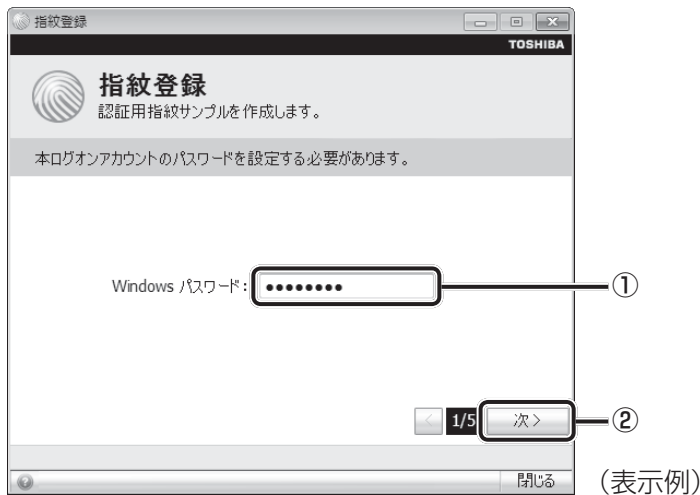 指紋登録
TOSHIBA
指紋登録
認証用指紋サンプルを作成します。
本ログオンアカウントのパスワードを設定する必要があります。
Windows パスワード: ●●●●●●●●
①
< 1/5 次 >
②
? 閉じる
（表示例）